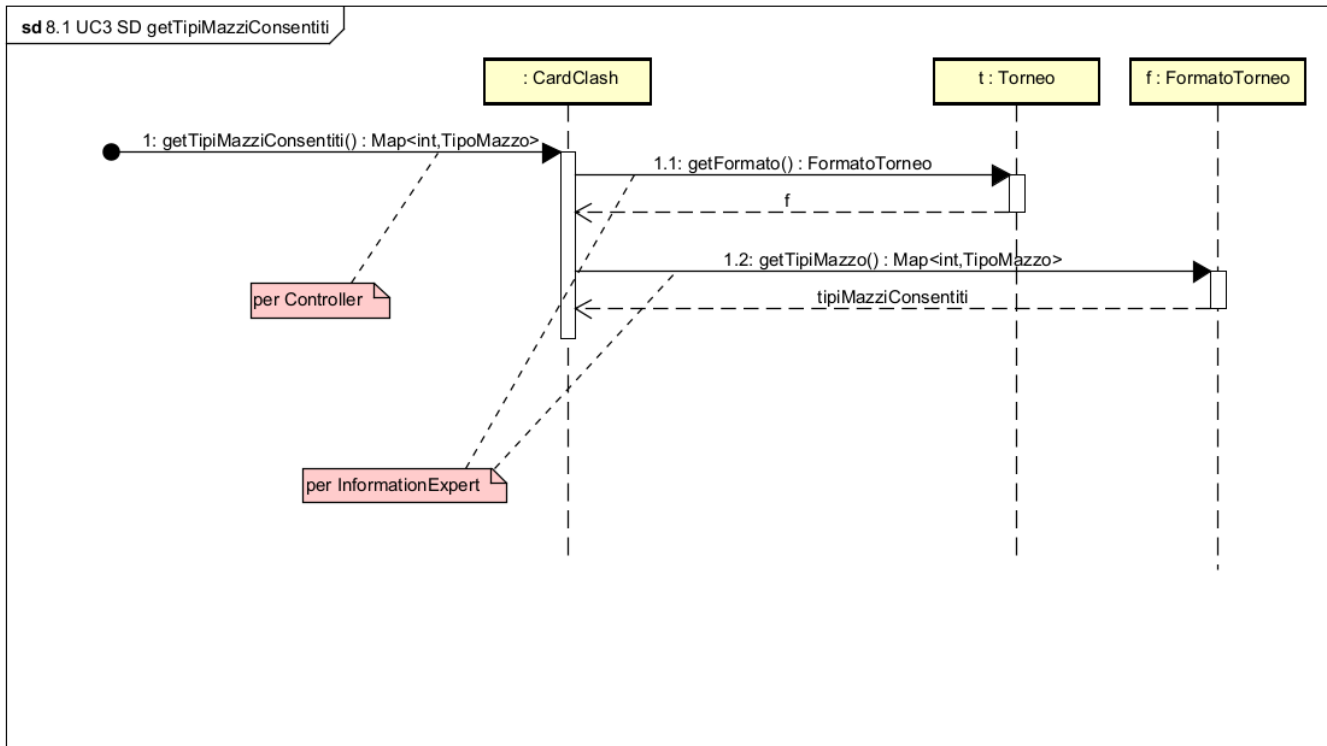 sd 8.1 UC3 SD getTipiMazziConsentiti
: CardClash
t : Torneo
f : FormatoTorneo
1: getTipiMazziConsentiti() : Map<int,TipoMazzo>
1.1: getFormato() : FormatoTorneo
f
1.2: getTipiMazzo() : Map<int,TipoMazzo>
per Controller
tipiMazziConsentiti
per InformationExpert